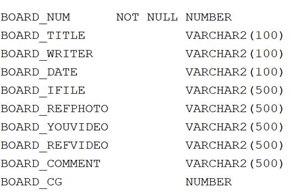 BOARD_NUM NOT NULL NUMBER
BOARD_TITLE VARCHAR2(100)
BOARD_WRITER VARCHAR2(100)
BOARD_DATE VARCHAR2(100)
BOARD_IFILE VARCHAR2(500)
BOARD_REFPHOTO VARCHAR2(500)
BOARD_YOUVIDEO VARCHAR2(500)
BOARD_REFVIDEO VARCHAR2(500)
BOARD_COMMENT VARCHAR2(500)
BOARD_CG NUMBER